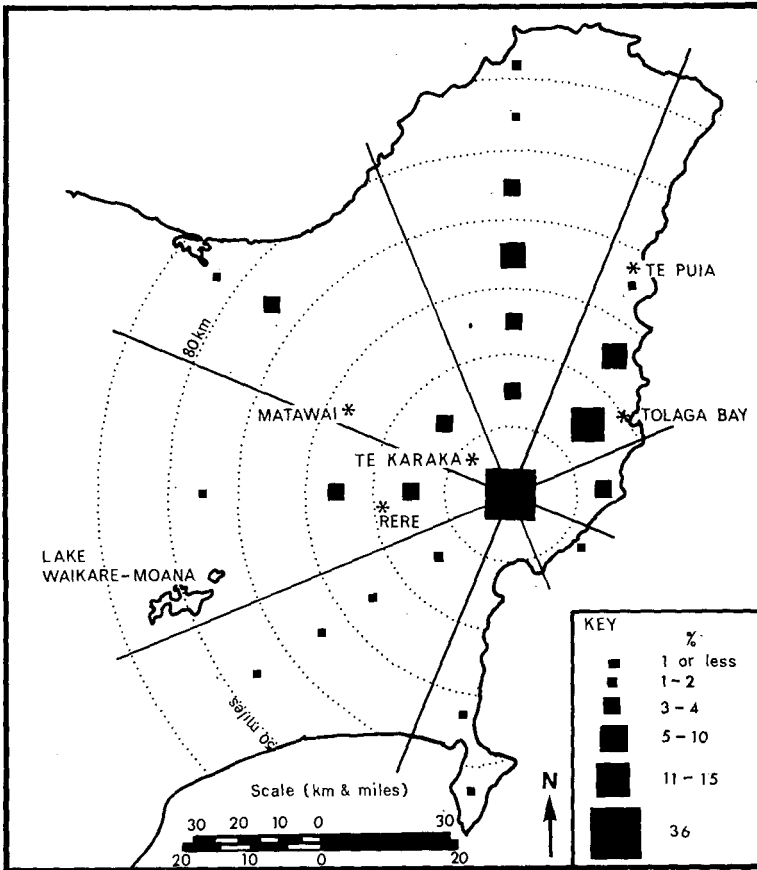 80 km
* TE PUIA
MATAWAI *
* TOLAGA BAY
TE KARAKA *
*
RERE
LAKE
WAIKARE-MOANA
50 miles
KEY
%
1 or less
1-2
3-4
5-10
11-15
36
Scale (km & miles)
30 20 10 0 30
20 10 0 20
N